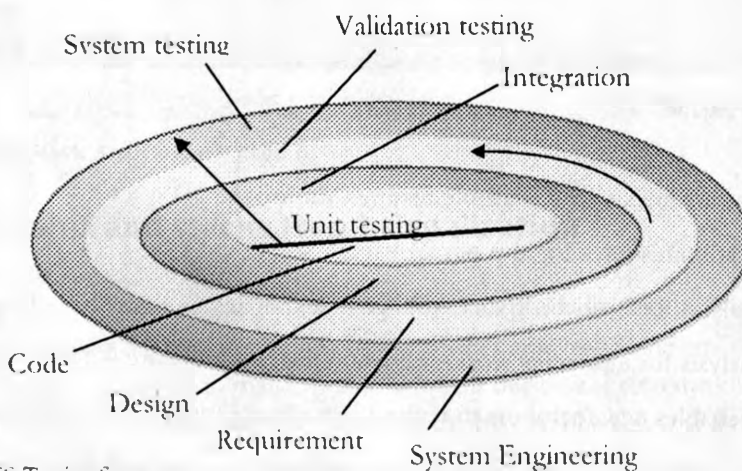 Validation testing
System testing
Integration
Unit testing
Code
Design
Requirement
System Engineering